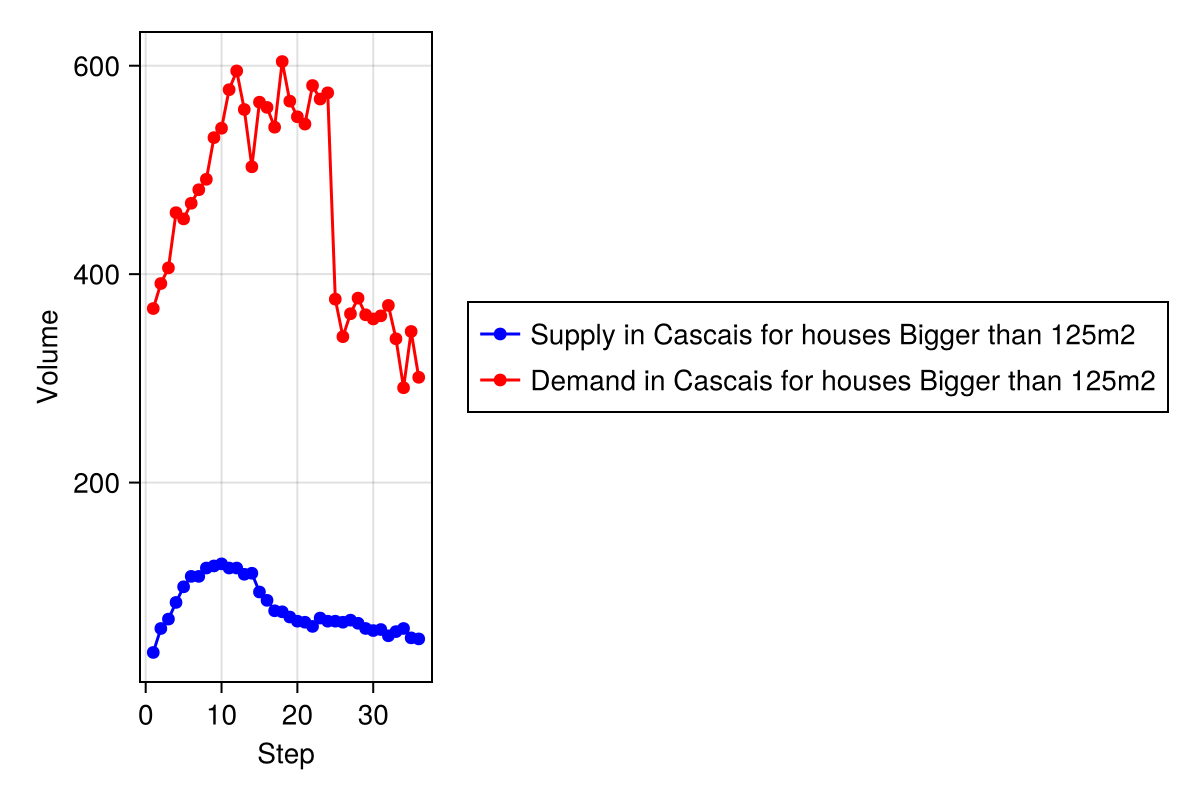 600
400
200
Volume
0 10 20 30
Step
Supply in Cascais for houses Bigger than 125m2
Demand in Cascais for houses Bigger than 125m2